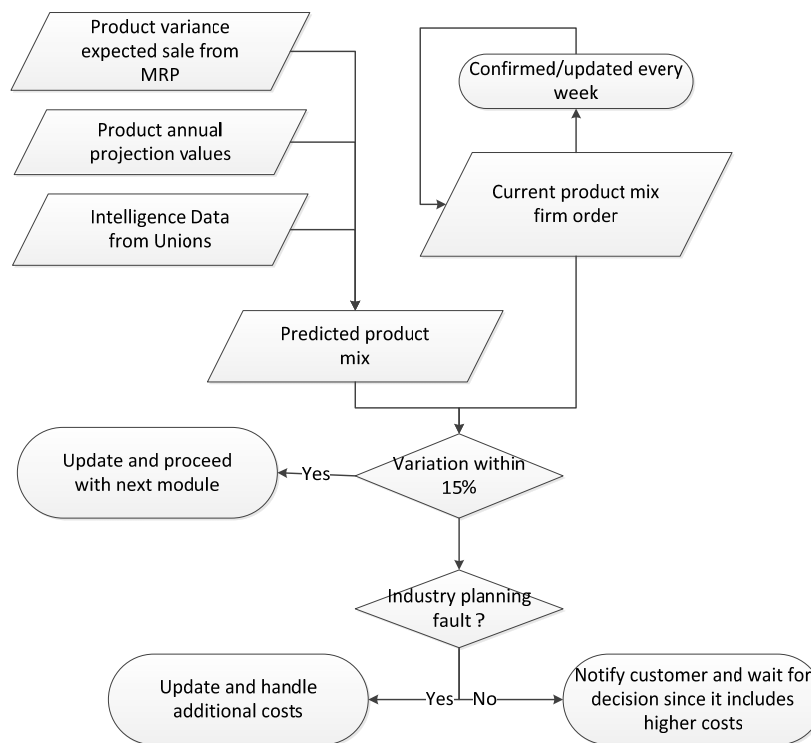 Product variance
expected sale from
MRP
Confirmed/updated every
week
Product annual
projection values
Current product mix
firm order
Intelligence Data
from Unions
Predicted product
mix
Variation within
15%
Yes
Update and proceed
with next module
Industry planning
fault ?
Yes
No
Update and handle
additional costs
Notify customer and wait for
decision since it includes
higher costs